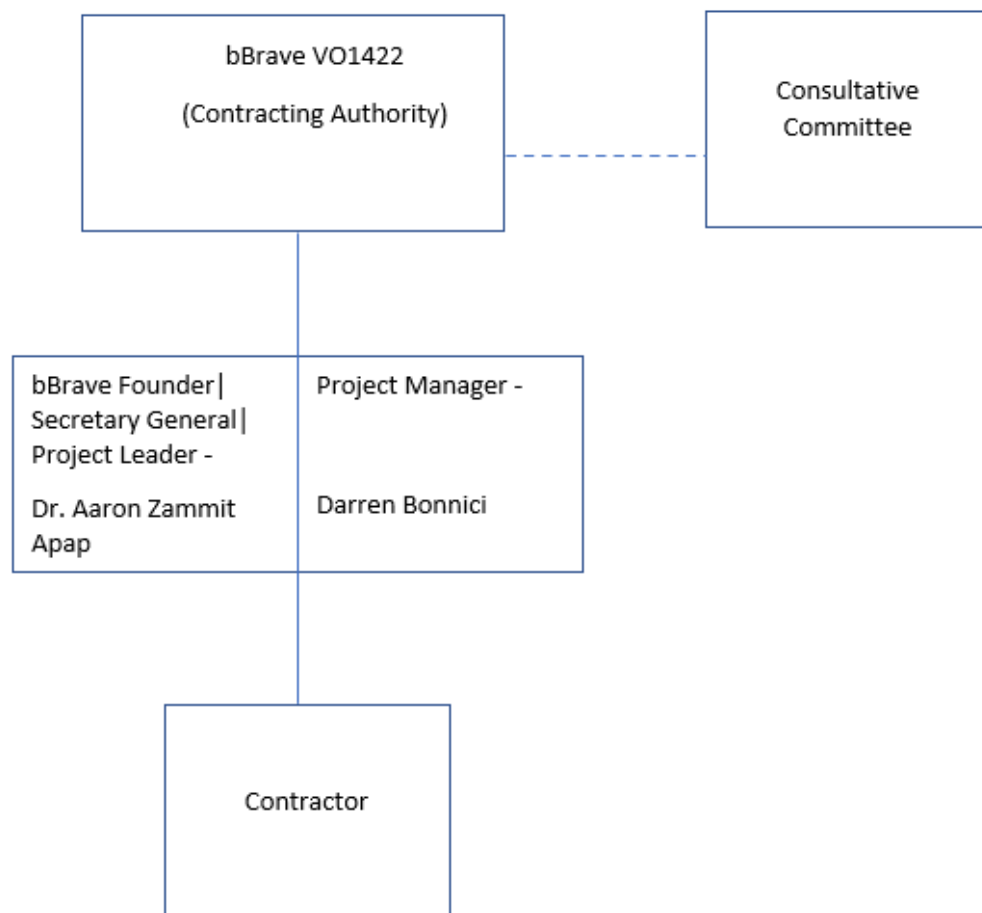 bBrave VO1422
(Contracting Authority)
Consultative
Committee
bBrave Founder|
Secretary General|
Project Leader -
Dr. Aaron Zammit
Apap
Project Manager -
Darren Bonnici
Contractor